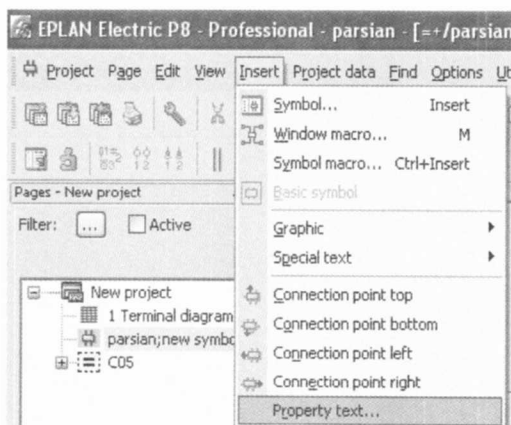 EPLAN Electric P8 - Professional - parsian - [=+/parsian
Project Page Edit View Insert Project data Find Options
Symbol... Insert
Window macro... M
Symbol macro... Ctrl+Insert
Basic symbol
Pages - New project
Filter: ... Active
Graphic
Special text
New project
1 Terminal diagram
parsian;new symbo
C05
Connection point top
Connection point bottom
Connection point left
Connection point right
Property text...